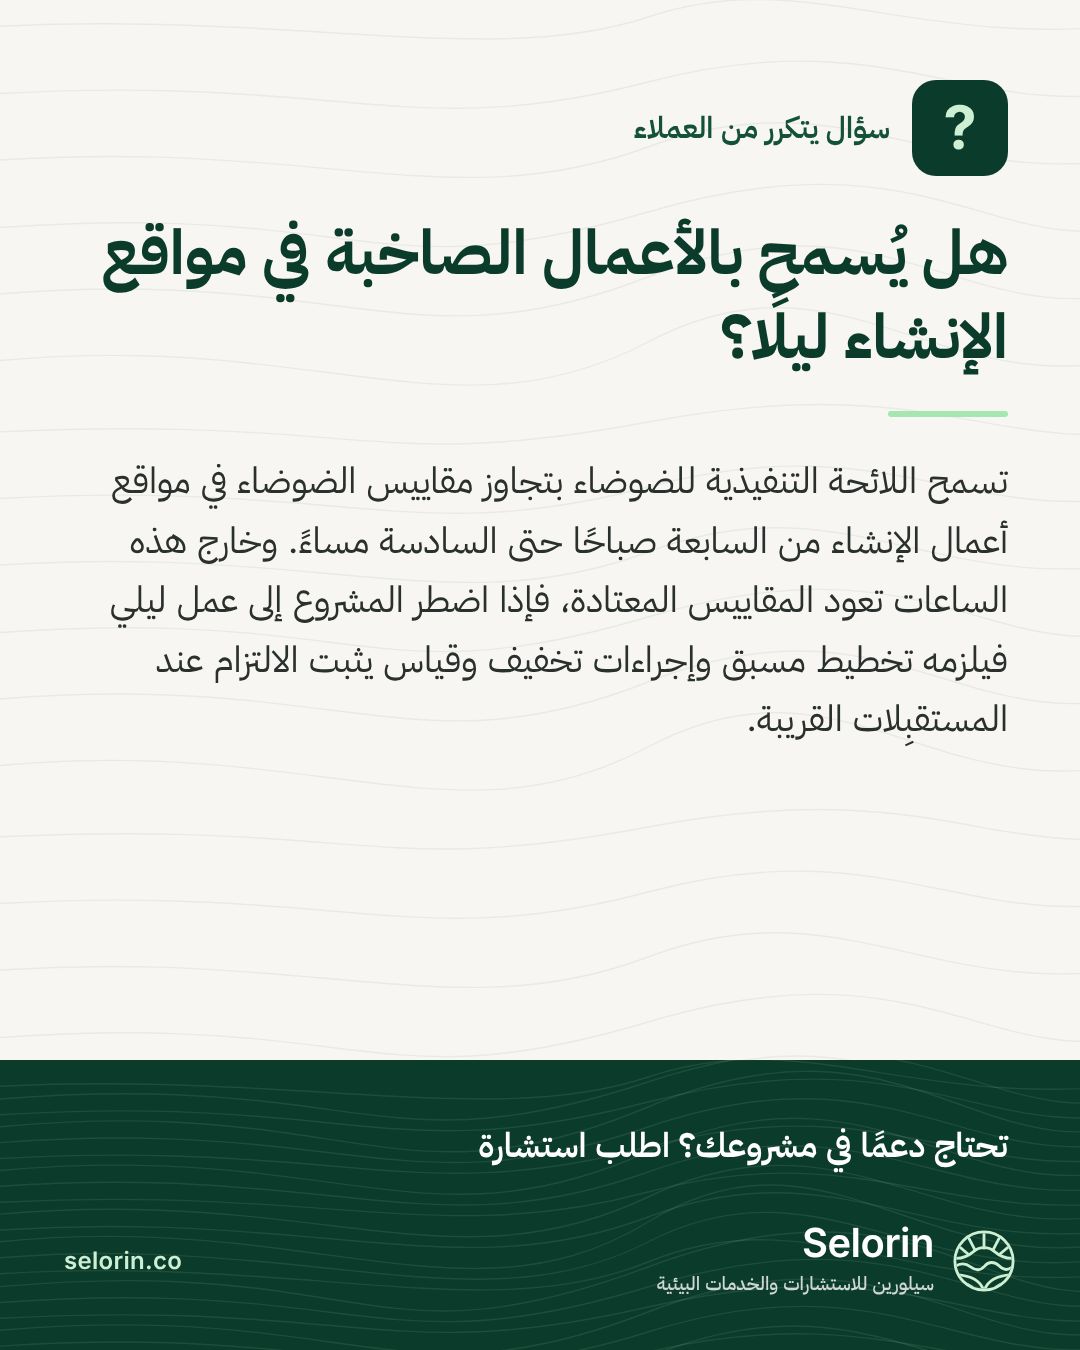 ?
سؤال يتكرر من العملاء
هل يُسمح بالأعمال الصاخبة في مواقع
الإنشاء ليلًا؟
تسمح اللائحة التنفيذية للضوضاء بتجاوز مقاييس الضوضاء في مواقع
أعمال الإنشاء من السابعة صباحًا حتى السادسة مساءً. وخارج هذه
الساعات تعود المقاييس المعتادة، فإذا اضطر المشروع إلى عمل ليلي
فيلزمه تخطيط مسبق وإجراءات تخفيف وقياس يثبت الالتزام عند
المستقبِلات القريبة.
تحتاج دعمًا في مشروعك؟ اطلب استشارة
Selorin
سيلورين للاستشارات والخدمات البيئية
selorin.co